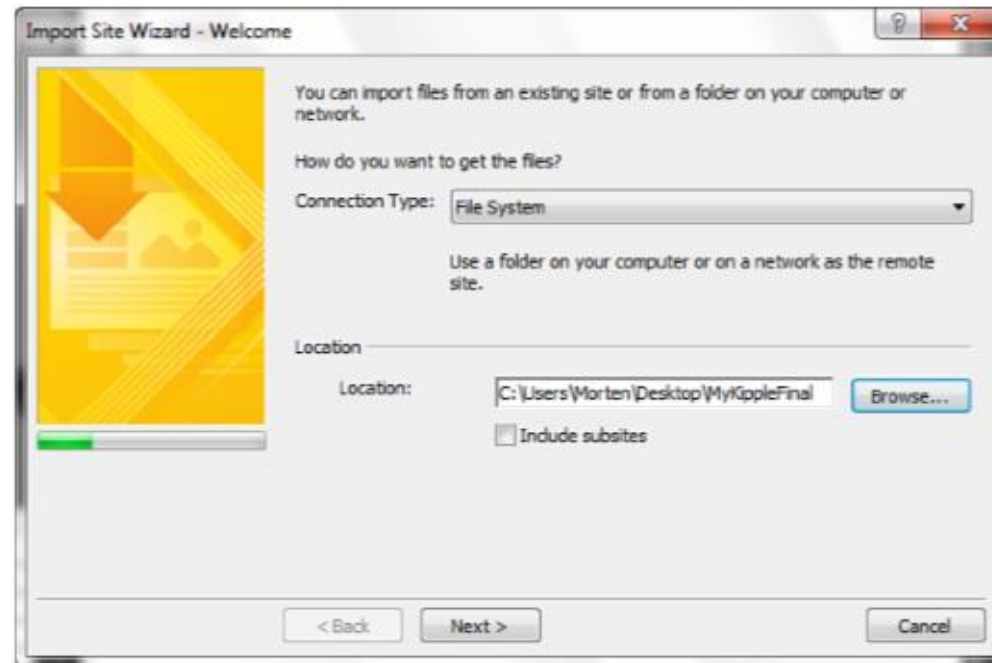 Import Site Wizard - Welcome
You can import files from an existing site or from a folder on your computer or
network.
How do you want to get the files?
Connection Type: File System
Use a folder on your computer or on a network as the remote
site.
Location
Location: C:\Users\Morten\Desktop\MyKippleFinal Browse...
Include subsites
< Back Next > Cancel